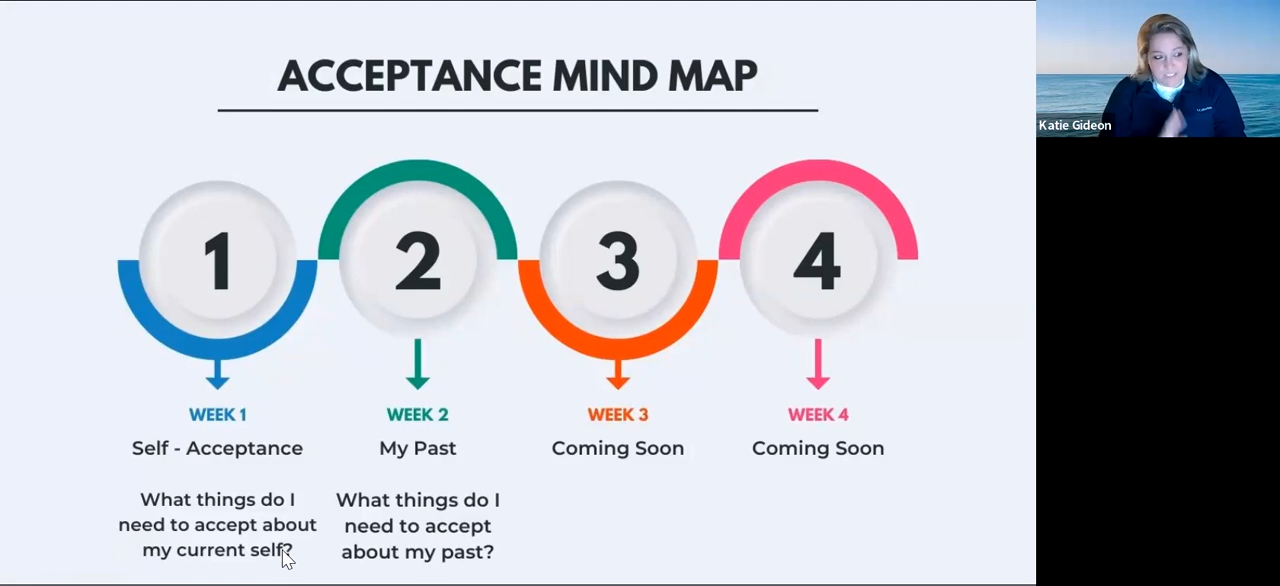 ACCEPTANCE MIND MAP
Katie Gideon
1
2
3
4
WEEK 1
WEEK 2
WEEK 3
WEEK 4
Self - Acceptance
My Past
Coming Soon
Coming Soon
What things do I
need to accept about
my current self?
What things do I
need to accept
about my past?